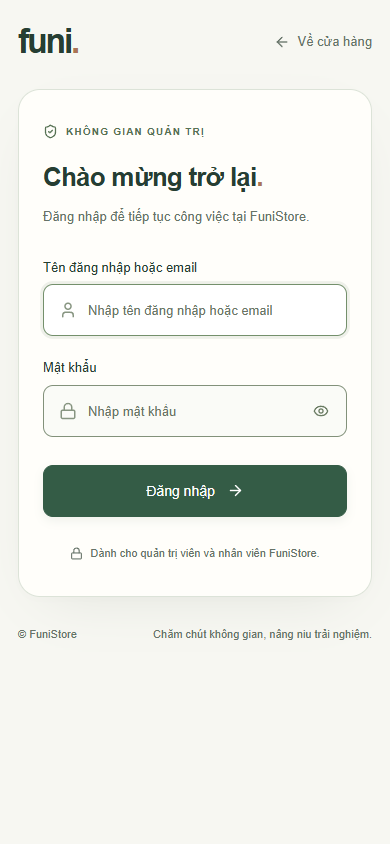 funi.
Về cửa hàng
KHÔNG GIAN QUẢN TRỊ
Chào mừng trở lại.
Đăng nhập để tiếp tục công việc tại FuniStore.
Tên đăng nhập hoặc email
Nhập tên đăng nhập hoặc email
Mật khẩu
Nhập mật khẩu
Đăng nhập
Dành cho quản trị viên và nhân viên FuniStore.
© FuniStore
Chăm chút không gian, nâng niu trải nghiệm.